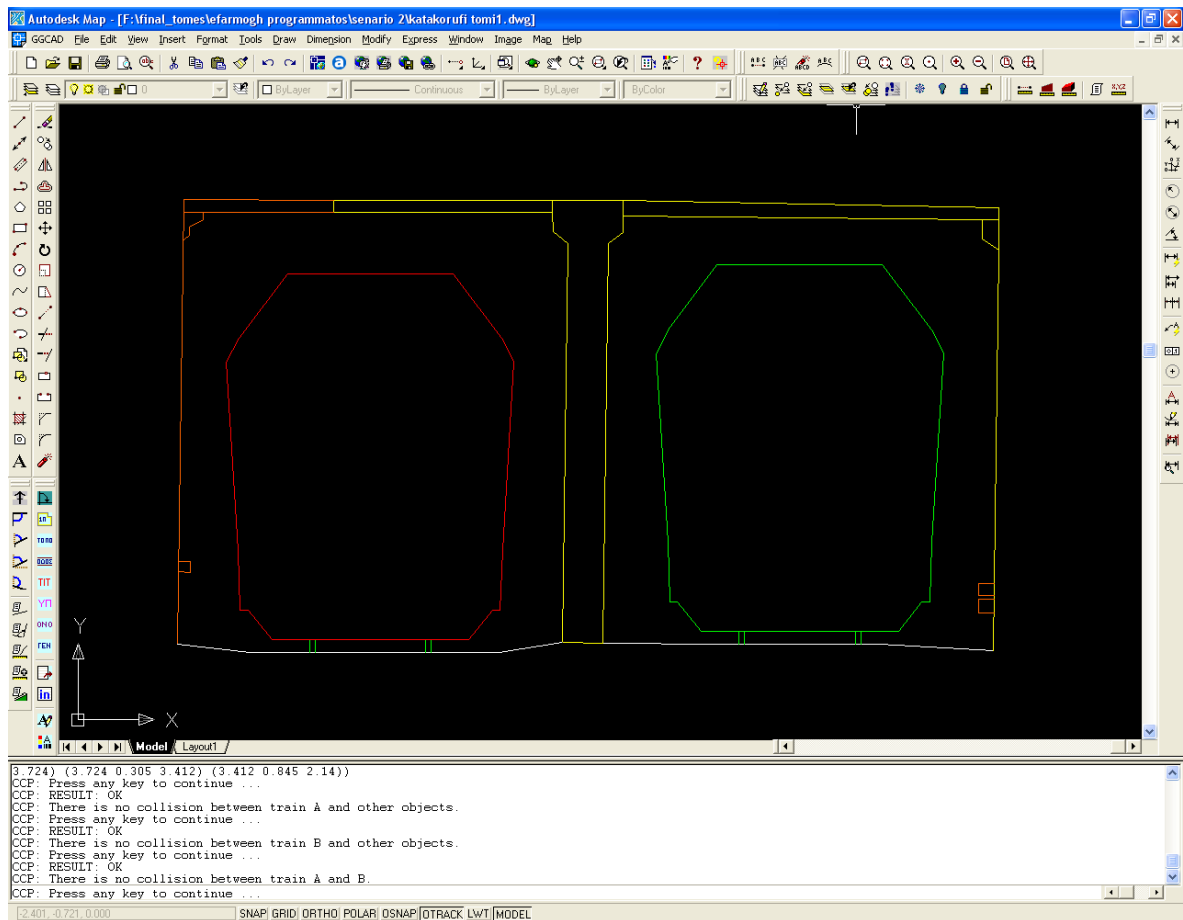 Autodesk Map - [F:\final_tomes\efarmogh programmatos\senario 2\katakorufi tomi1.dwg]
GGCAD File Edit View Insert Format Tools Draw Dimension Modify Express Window Image Map Help
0 ByLayer Continuous ByLayer ByColor
TIT
ΥΠ
ONO
ΓΕΝ
in
A
Y
X
Model Layout1
3.724) (3.724 0.305 3.412) (3.412 0.845 2.14))
CCP: Press any key to continue ...
CCP: RESULT: OK
CCP: There is no collision between train A and other objects.
CCP: Press any key to continue ...
CCP: RESULT: OK
CCP: There is no collision between train B and other objects.
CCP: Press any key to continue ...
CCP: RESULT: OK
CCP: There is no collision between train A and B.
CCP: Press any key to continue ...
-2.401, -0.721, 0.000 SNAP GRID ORTHO POLAR OSNAP OTRACK LWT MODEL